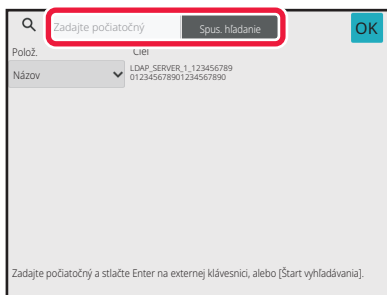 Zadajte počiatočný Spus. hľadanie OK
Polož. Cieľ
Názov LDAP_SERVER_1_123456789
012345678901234567890
Zadajte počiatočný a stlačte Enter na externej klávesnici, alebo [Štart vyhľadávania].